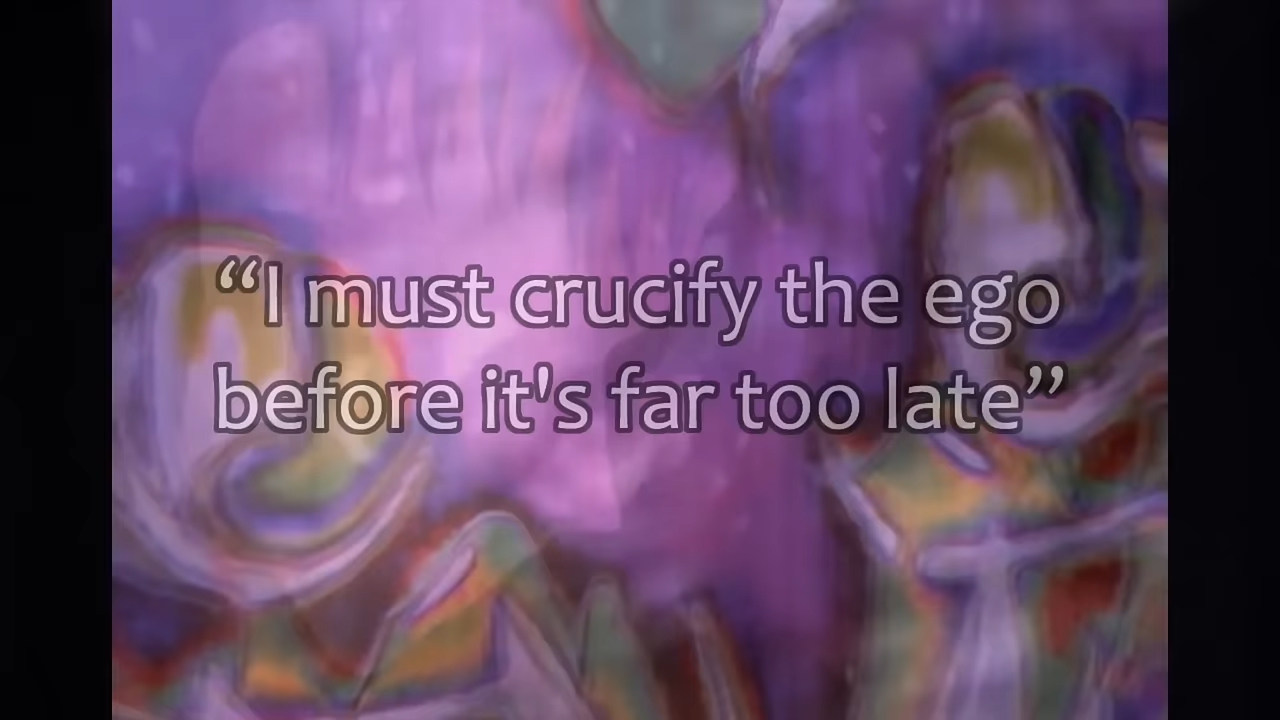 “I must crucify the ego
before it's far too late”